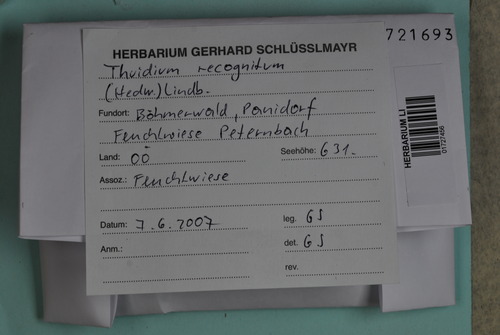 HERBARIUM GERHARD SCHLÜSSLMAYR
721693
Thuidium recognitum
(Hedw.) Lindb.
Fundort: Böhmerwald,
Feuchtwiese Peternbach
Land: OÖ Seehöhe: 631.
Assoz.: Feuchtwiese
Datum: 7.6.2007 leg. GS
Anm.: det. GS
rev.
HERBARIUM LI